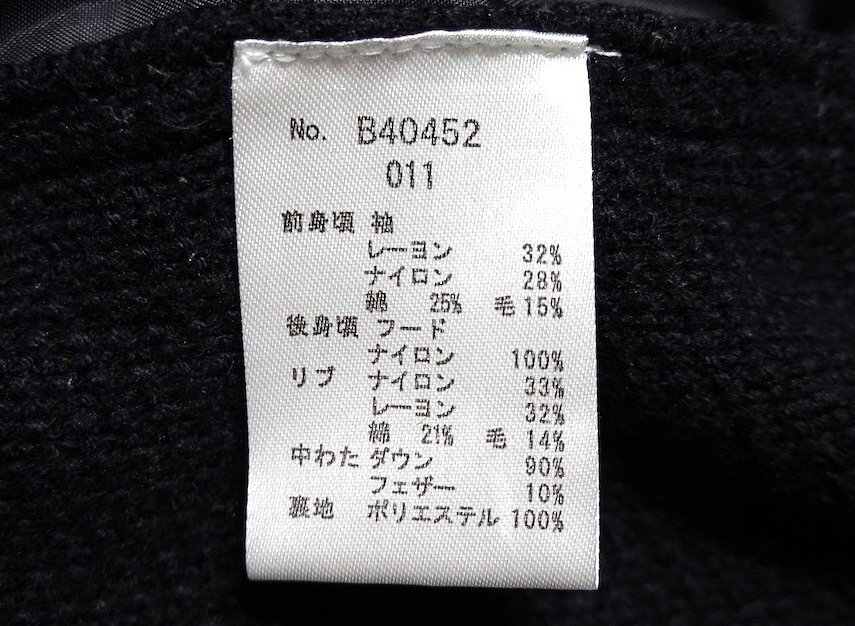 No. B40452
011
前身頃 袖
レーヨン 32%
ナイロン 28%
綿 25% 毛 15%
後身頃 フード
ナイロン 100%
リブ ナイロン 33%
レーヨン 32%
綿 21% 毛 14%
中わた ダウン 90%
フェザー 10%
裏地 ポリエステル 100%